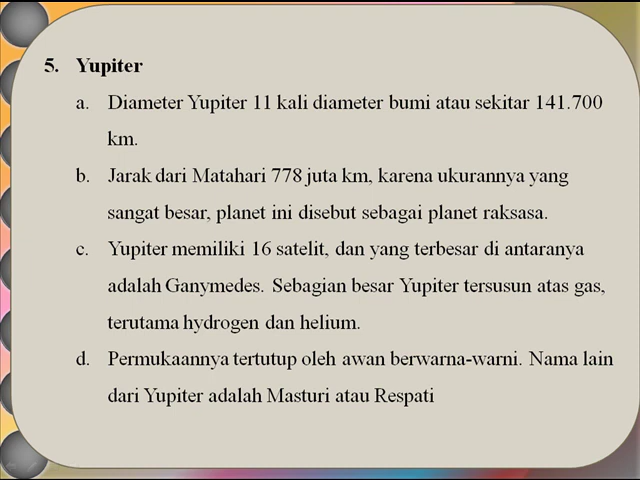 5. Yupiter
a. Diameter Yupiter 11 kali diameter bumi atau sekitar 141.700
km.
b. Jarak dari Matahari 778 juta km, karena ukurannya yang
sangat besar, planet ini disebut sebagai planet raksasa.
c. Yupiter memiliki 16 satelit, dan yang terbesar di antaranya
adalah Ganymedes. Sebagian besar Yupiter tersusun atas gas,
terutama hydrogen dan helium.
d. Permukaannya tertutup oleh awan berwarna-warni. Nama lain
dari Yupiter adalah Masturi atau Respati